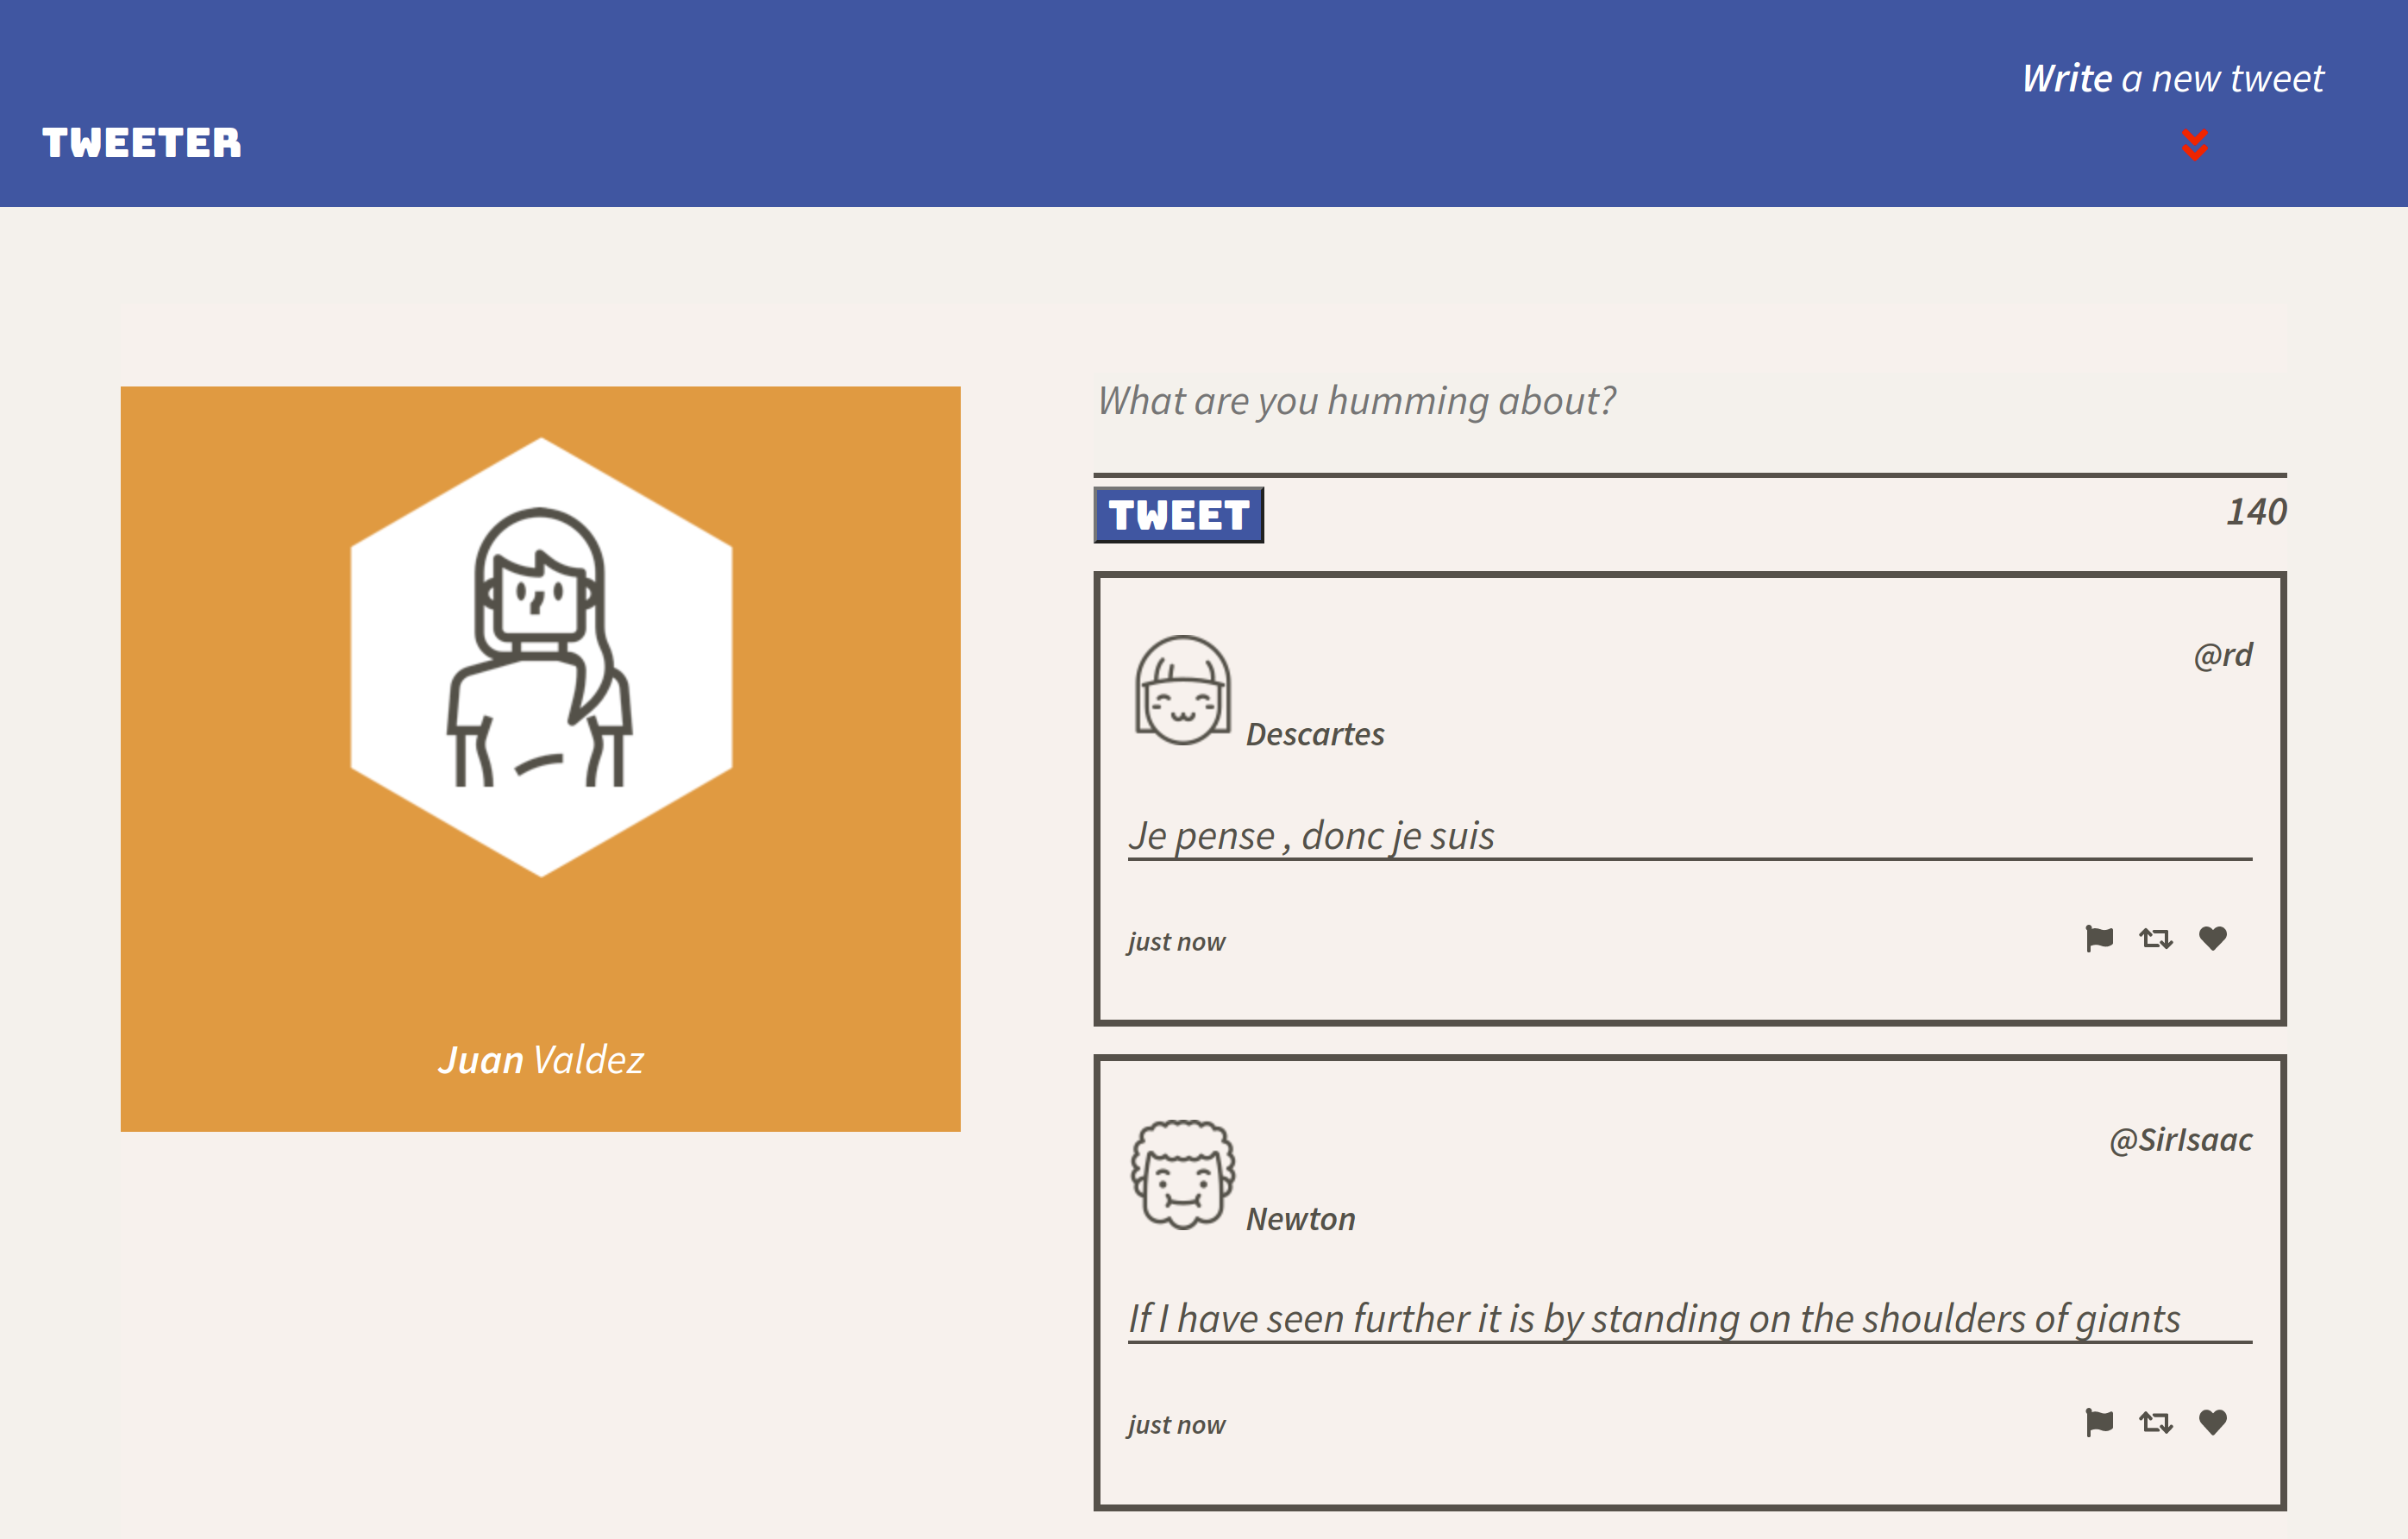 Write a new tweet
TWEETER
What are you humming about?
TWEET
140
@rd
Descartes
Je pense , donc je suis
just now
Juan Valdez
@SirIsaac
Newton
If I have seen further it is by standing on the shoulders of giants
just now